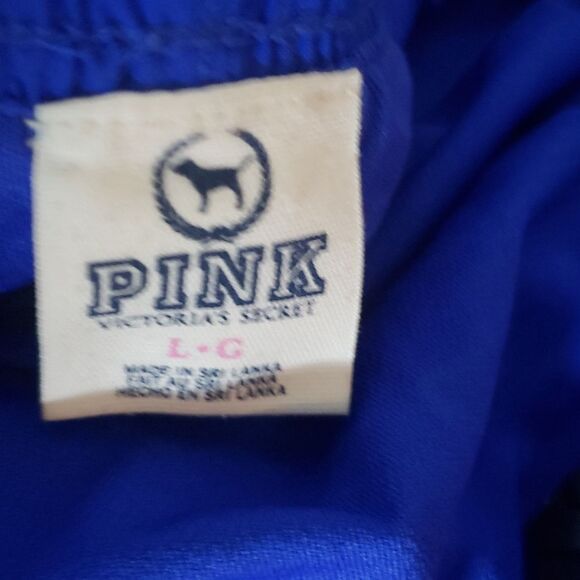 PINK
VICTORIA'S SECRET
L • G
MADE IN SRI LANKA
FAIT AU SRI LANKA
HECHO EN SRI LANKA